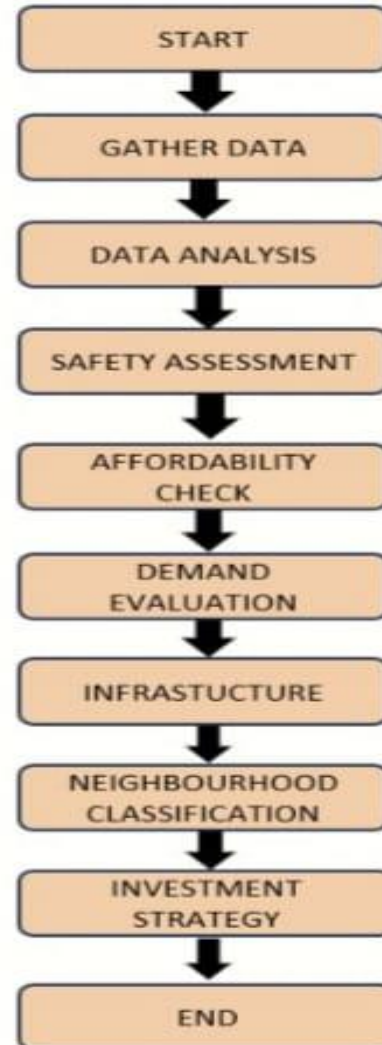 START
GATHER DATA
DATA ANALYSIS
SAFETY ASSESSMENT
AFFORDABILITY
CHECK
DEMAND
EVALUATION
INFRASTUCTURE
NEIGHBOURHOOD
CLASSIFICATION
INVESTMENT
STRATEGY
END